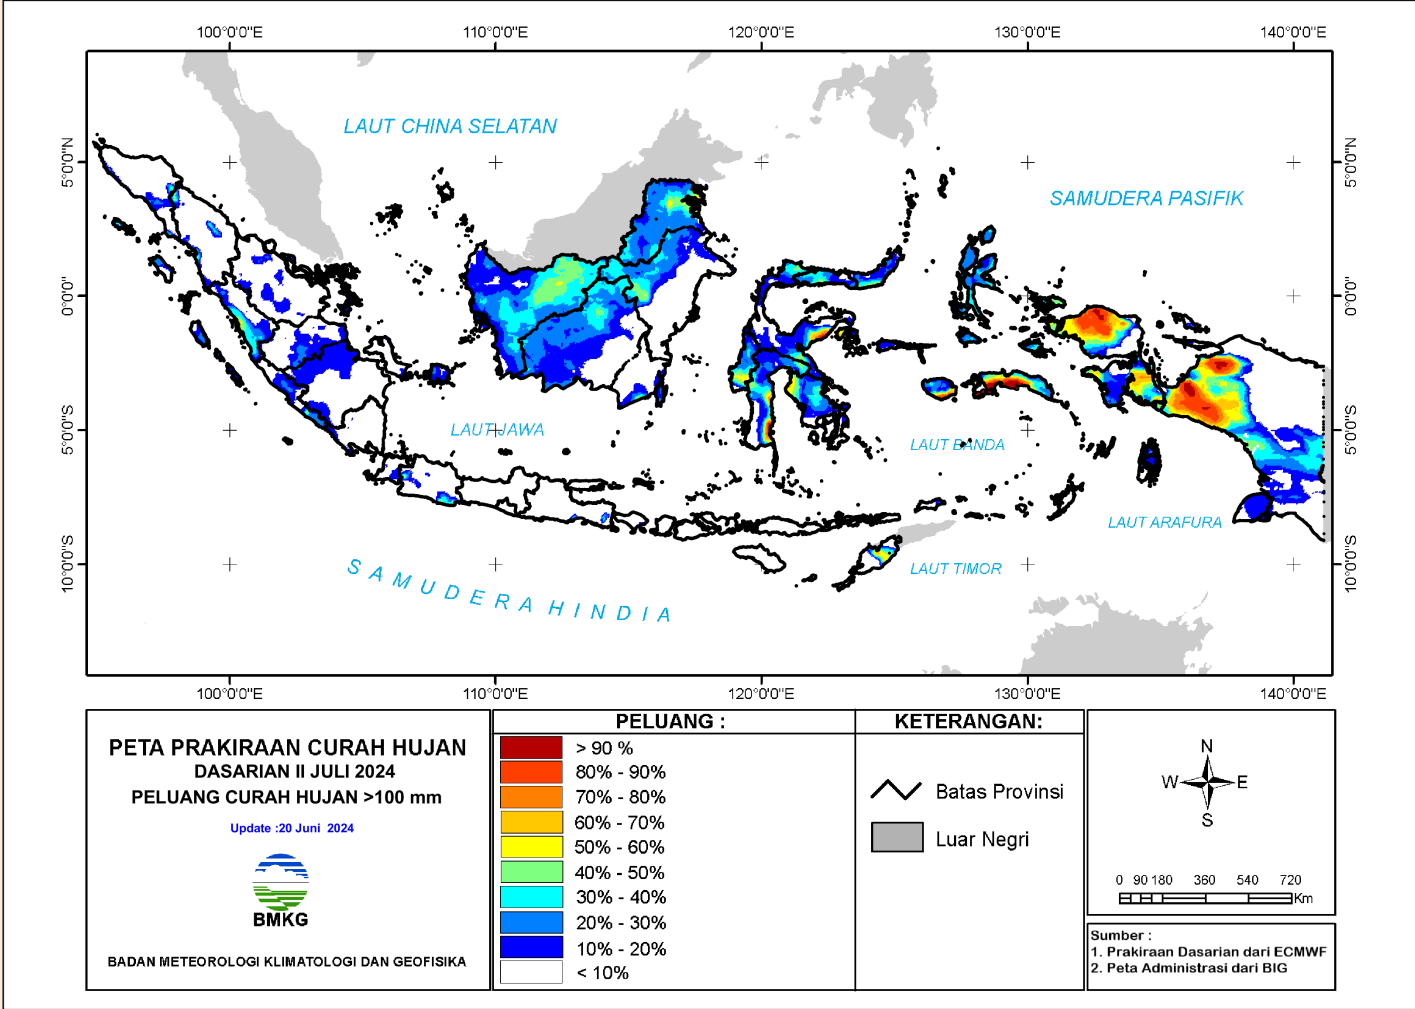 100°0'0"E 110°0'0"E 120°0'0"E 130°0'0"E 140°0'0"E
LAUT CHINA SELATAN
5°0'0"N 5°0'0"N
SAMUDERA PASIFIK
0°0'0" 0°0'0"
LAUT JAWA
5°0'0"S 5°0'0"S
LAUT BANDA
LAUT ARAFURA
10°0'0"S 10°0'0"S
LAUT TIMOR
SAMUDERA HINDIA
100°0'0"E 110°0'0"E 120°0'0"E 130°0'0"E 140°0'0"E
PETA PRAKIRAAN CURAH HUJAN
DASARIAN II JULI 2024
PELUANG CURAH HUJAN >100 mm
Update :20 Juni 2024
BMKG
BADAN METEOROLOGI KLIMATOLOGI DAN GEOFISIKA
PELUANG :
> 90 %
80% - 90%
70% - 80%
60% - 70%
50% - 60%
40% - 50%
30% - 40%
20% - 30%
10% - 20%
< 10%
KETERANGAN:
Batas Provinsi
Luar Negri
N
W E
S
0 90 180 360 540 720
Km
Sumber :
1. Prakiraan Dasarian dari ECMWF
2. Peta Administrasi dari BIG